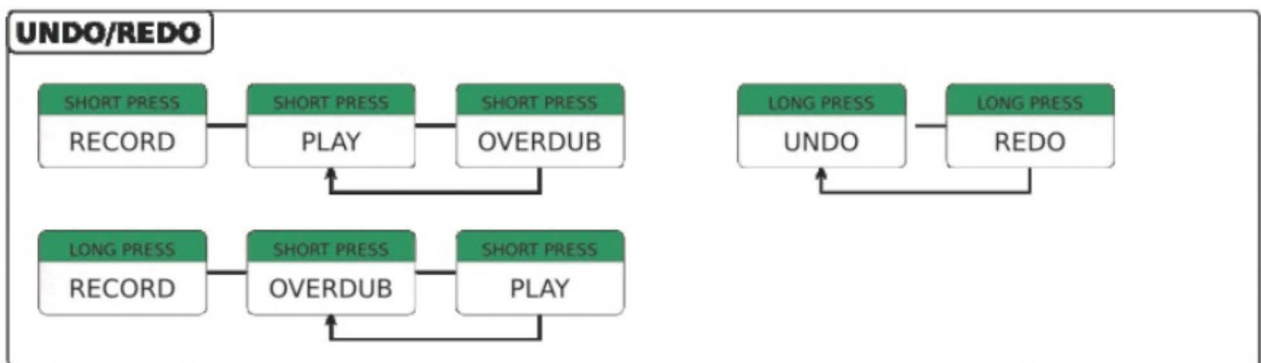 UNDO/REDO
SHORT PRESS
RECORD
SHORT PRESS
PLAY
SHORT PRESS
OVERDUB
LONG PRESS
UNDO
LONG PRESS
REDO
LONG PRESS
RECORD
SHORT PRESS
OVERDUB
SHORT PRESS
PLAY